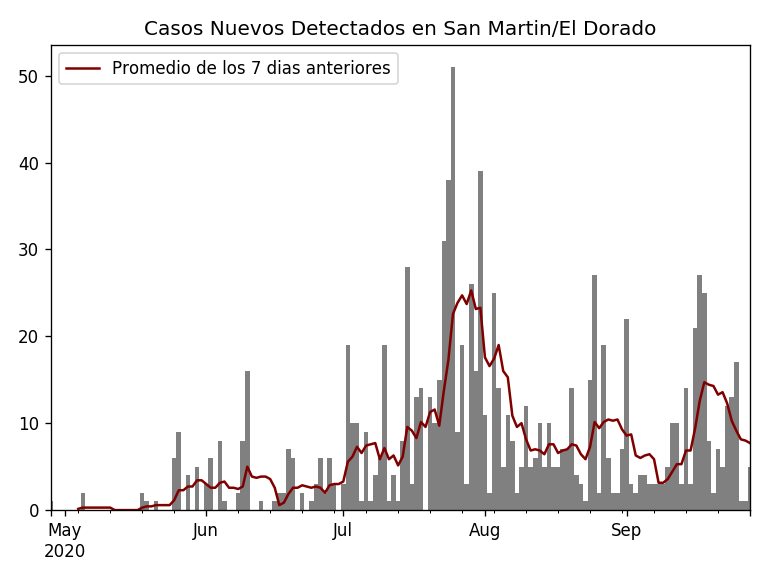 Casos Nuevos Detectados en San Martin/El Dorado
Promedio de los 7 dias anteriores
50
40
30
20
10
0
May Jun Jul Aug Sep
2020